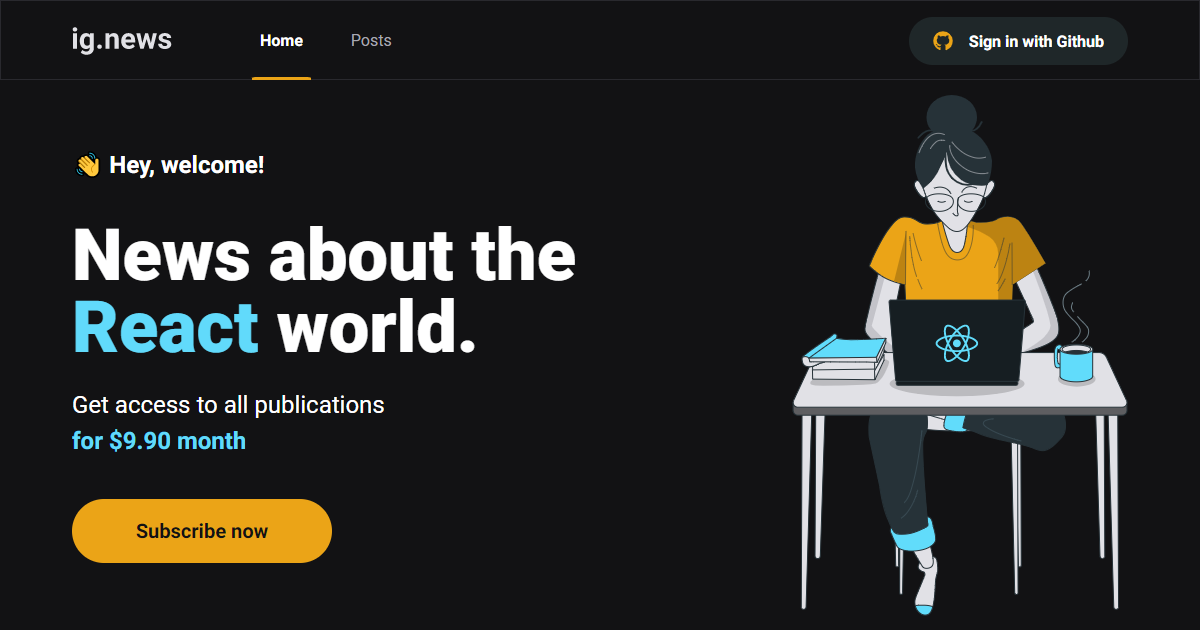 ig.news
Home
Posts
Sign in with Github
👋 Hey, welcome!
News about the
React world.
Get access to all publications
for $9.90 month
Subscribe now